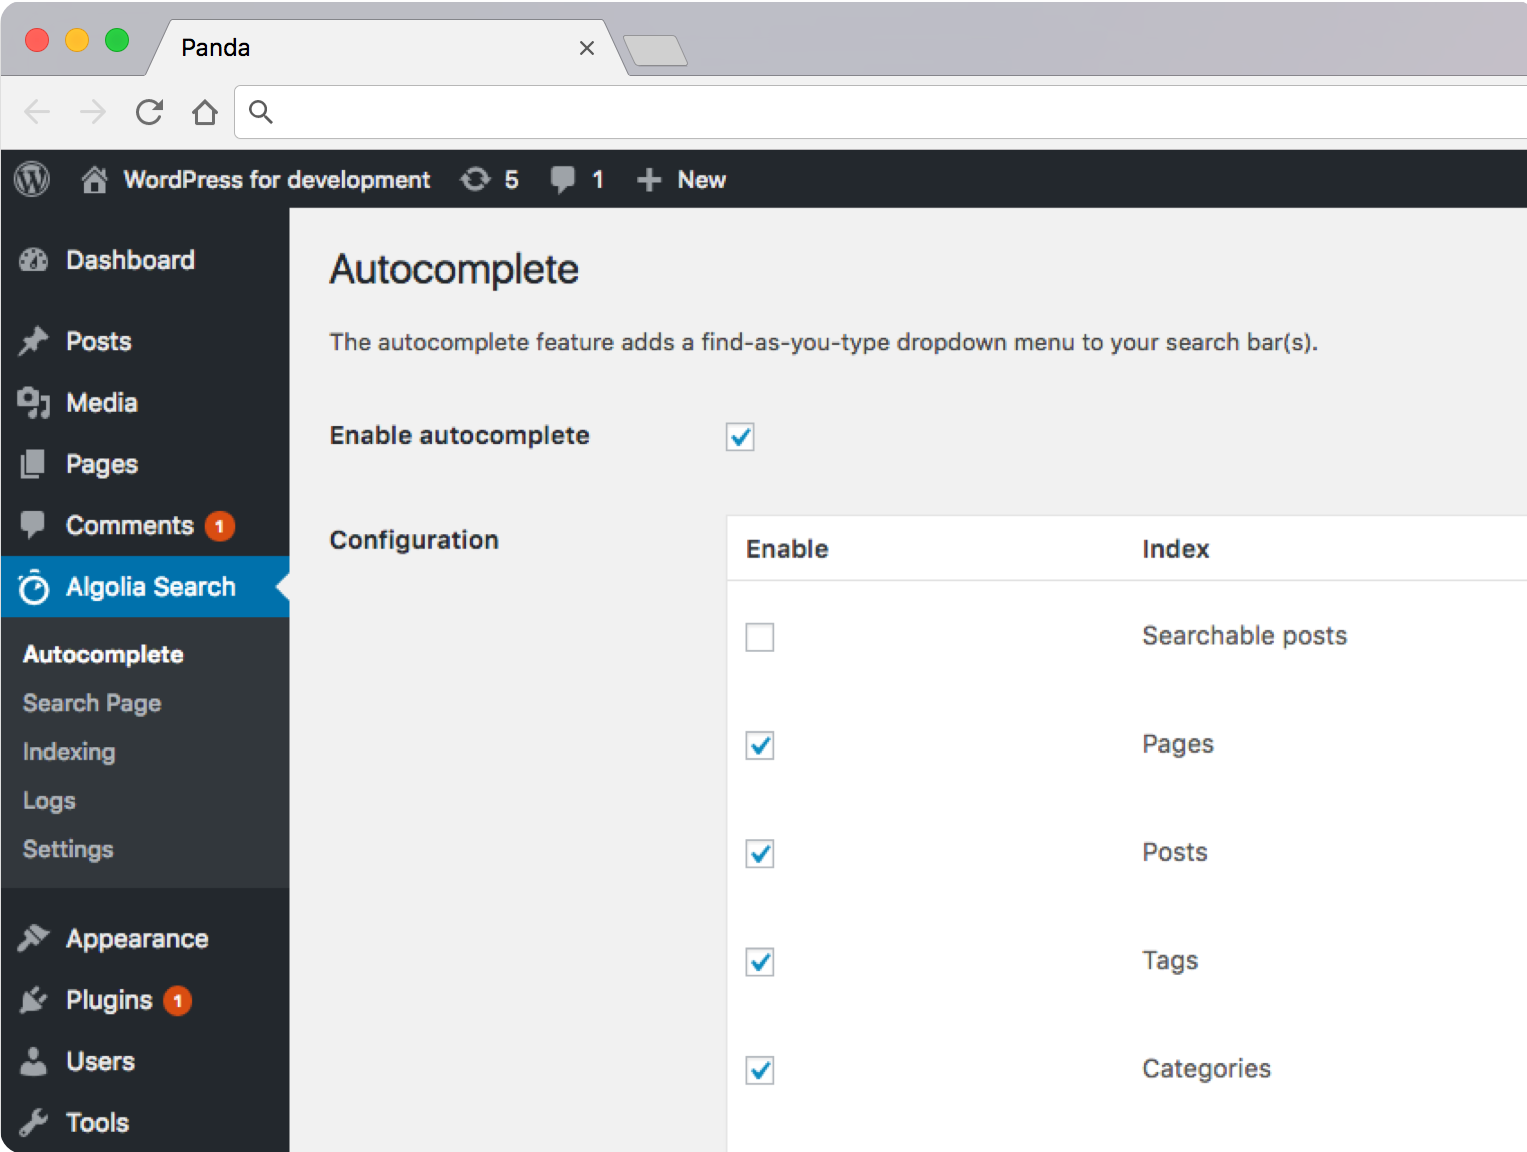 Panda
WordPress for development 5 1 New
Dashboard
Posts
Media
Pages
Comments 1
Algolia Search
Autocomplete
Search Page
Indexing
Logs
Settings
Appearance
Plugins 1
Users
Tools
Autocomplete
The autocomplete feature adds a find-as-you-type dropdown menu to your search bar(s).
Enable autocomplete
Configuration
Enable Index
Searchable posts
Pages
Posts
Tags
Categories